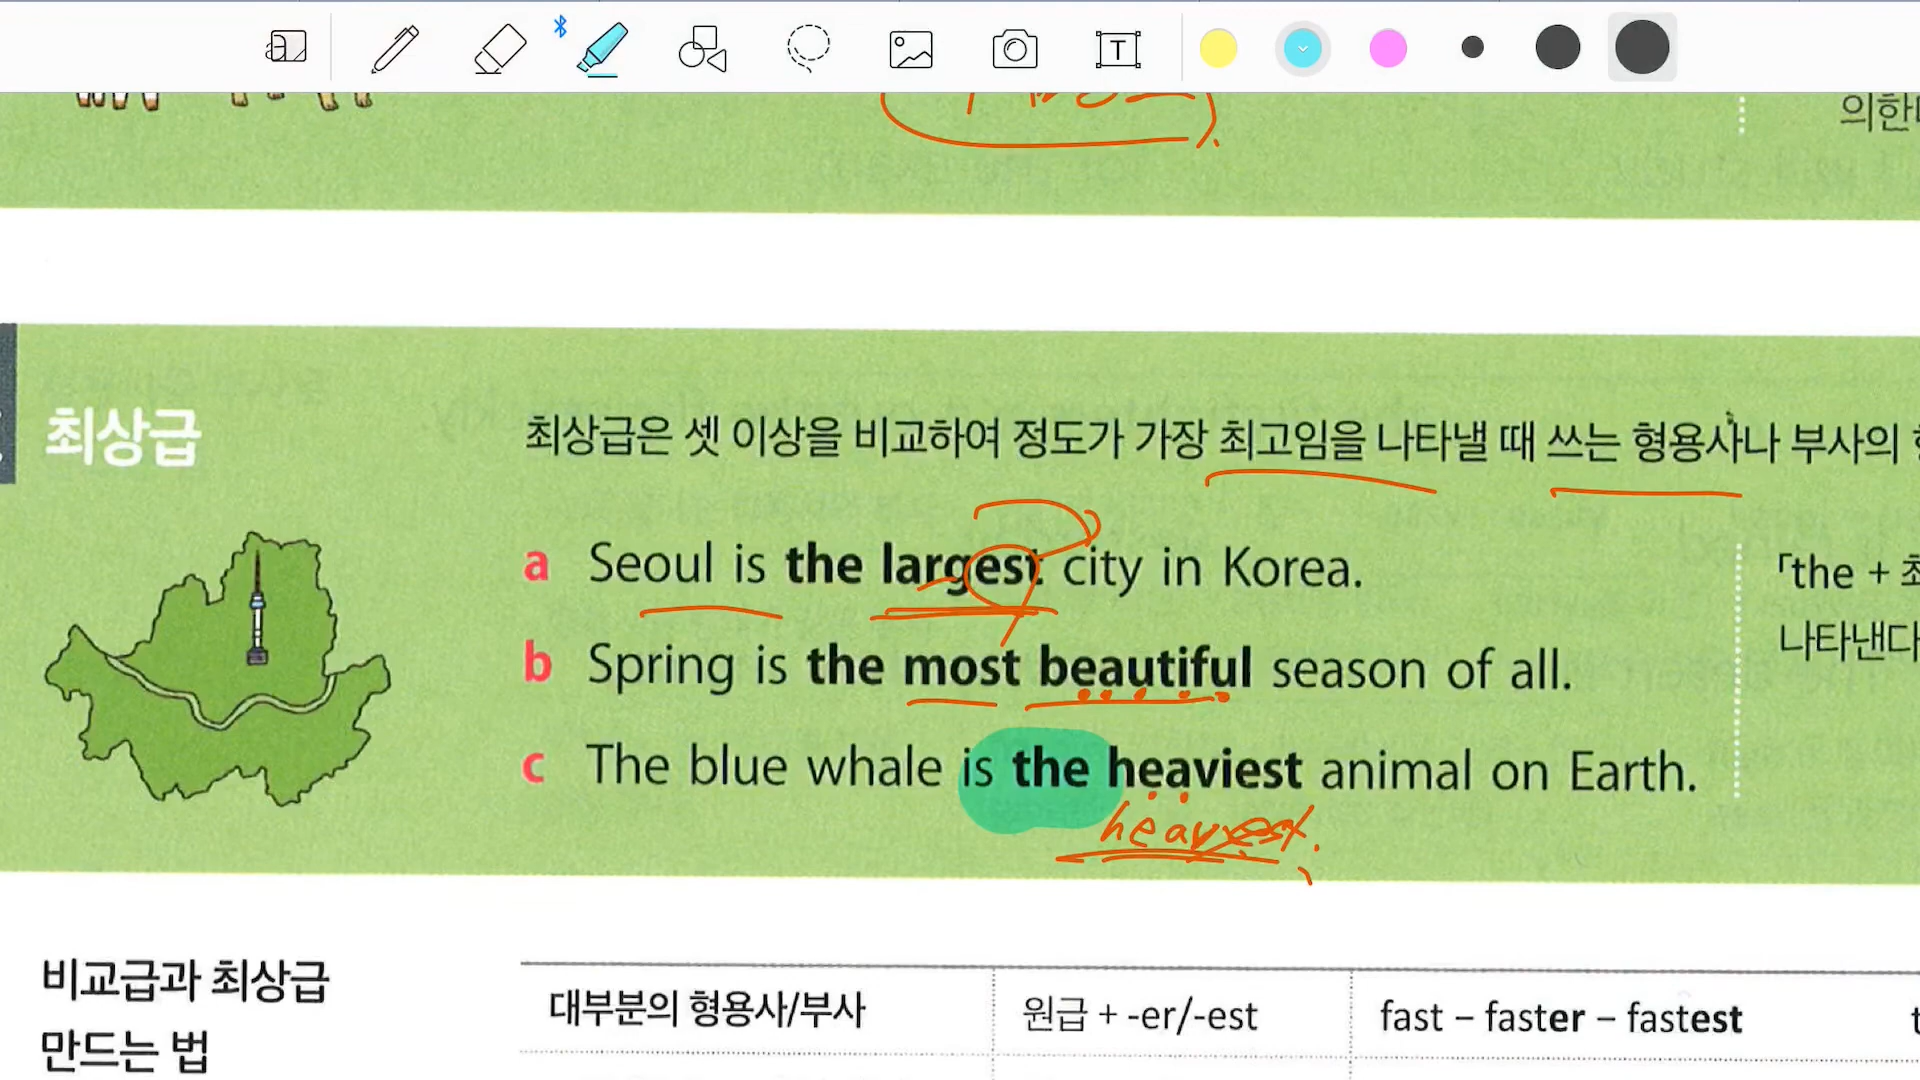 의한
최상급
최상급은 셋 이상을 비교하여 정도가 가장 최고임을 나타낼 때 쓰는 형용사나 부사의
a Seoul is the largest city in Korea.
「the + 최
b Spring is the most beautiful season of all.
나타낸다
c The blue whale is the heaviest animal on Earth.
heavyest.
비교급과 최상급
만드는 법
대부분의 형용사/부사 원급 + -er/-est fast – faster – fastest t